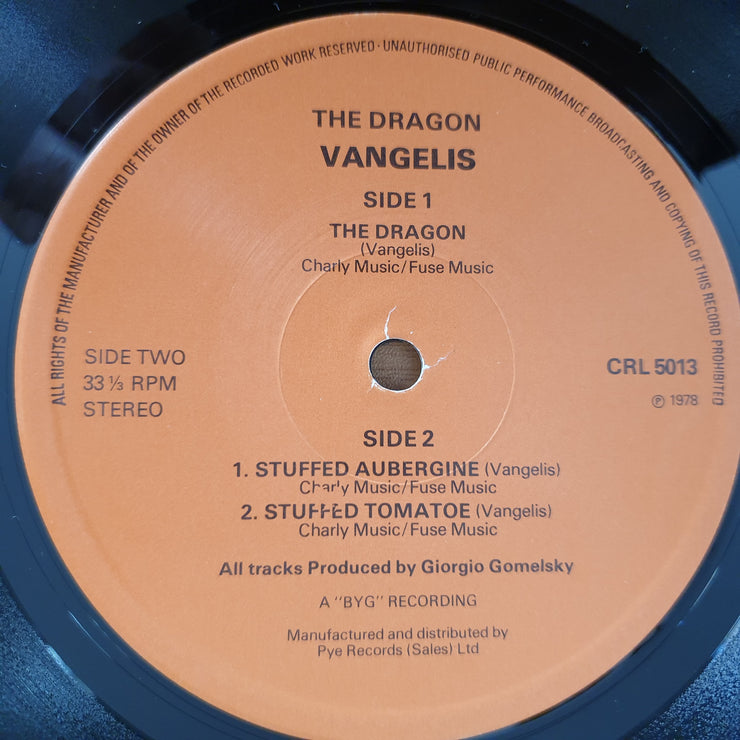 ALL RIGHTS OF THE MANUFACTURER AND OF THE OWNER OF THE RECORDED WORK RESERVED · UNAUTHORISED PUBLIC PERFORMANCE BROADCASTING AND COPYING OF THIS RECORD PROHIBITED
THE DRAGON
VANGELIS
SIDE 1
THE DRAGON
(Vangelis)
Charly Music/Fuse Music
SIDE TWO
33 ⅓ RPM
STEREO
CRL 5013
℗ 1978
SIDE 2
1. STUFFED AUBERGINE (Vangelis)
Charly Music/Fuse Music
2. STUFFED TOMATOE (Vangelis)
Charly Music/Fuse Music
All tracks Produced by Giorgio Gomelsky
A "BYG" RECORDING
Manufactured and distributed by
Pye Records (Sales) Ltd